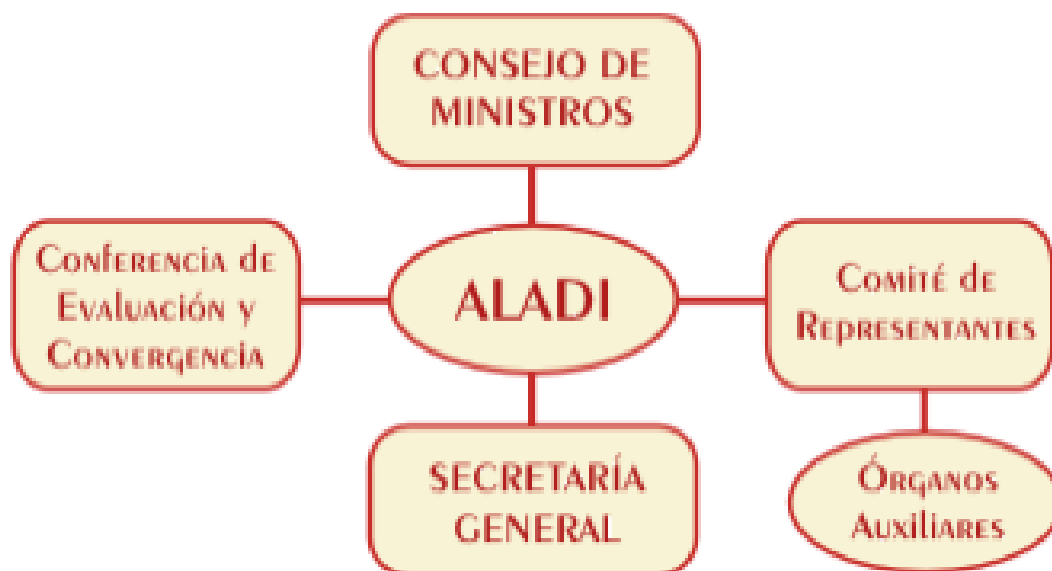 CONSEJO DE
MINISTROS
Conferencia de
Evaluación y
Convergencia
ALADI
Comité de
Representantes
SECRETARÍA
GENERAL
Órganos
Auxiliares